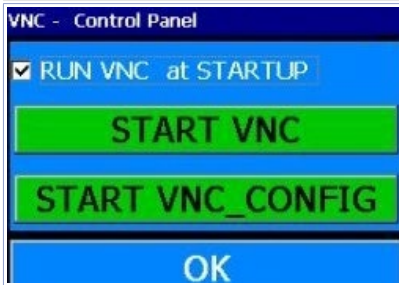 VNC - Control Panel
RUN VNC at STARTUP
START VNC
START VNC_CONFIG
OK